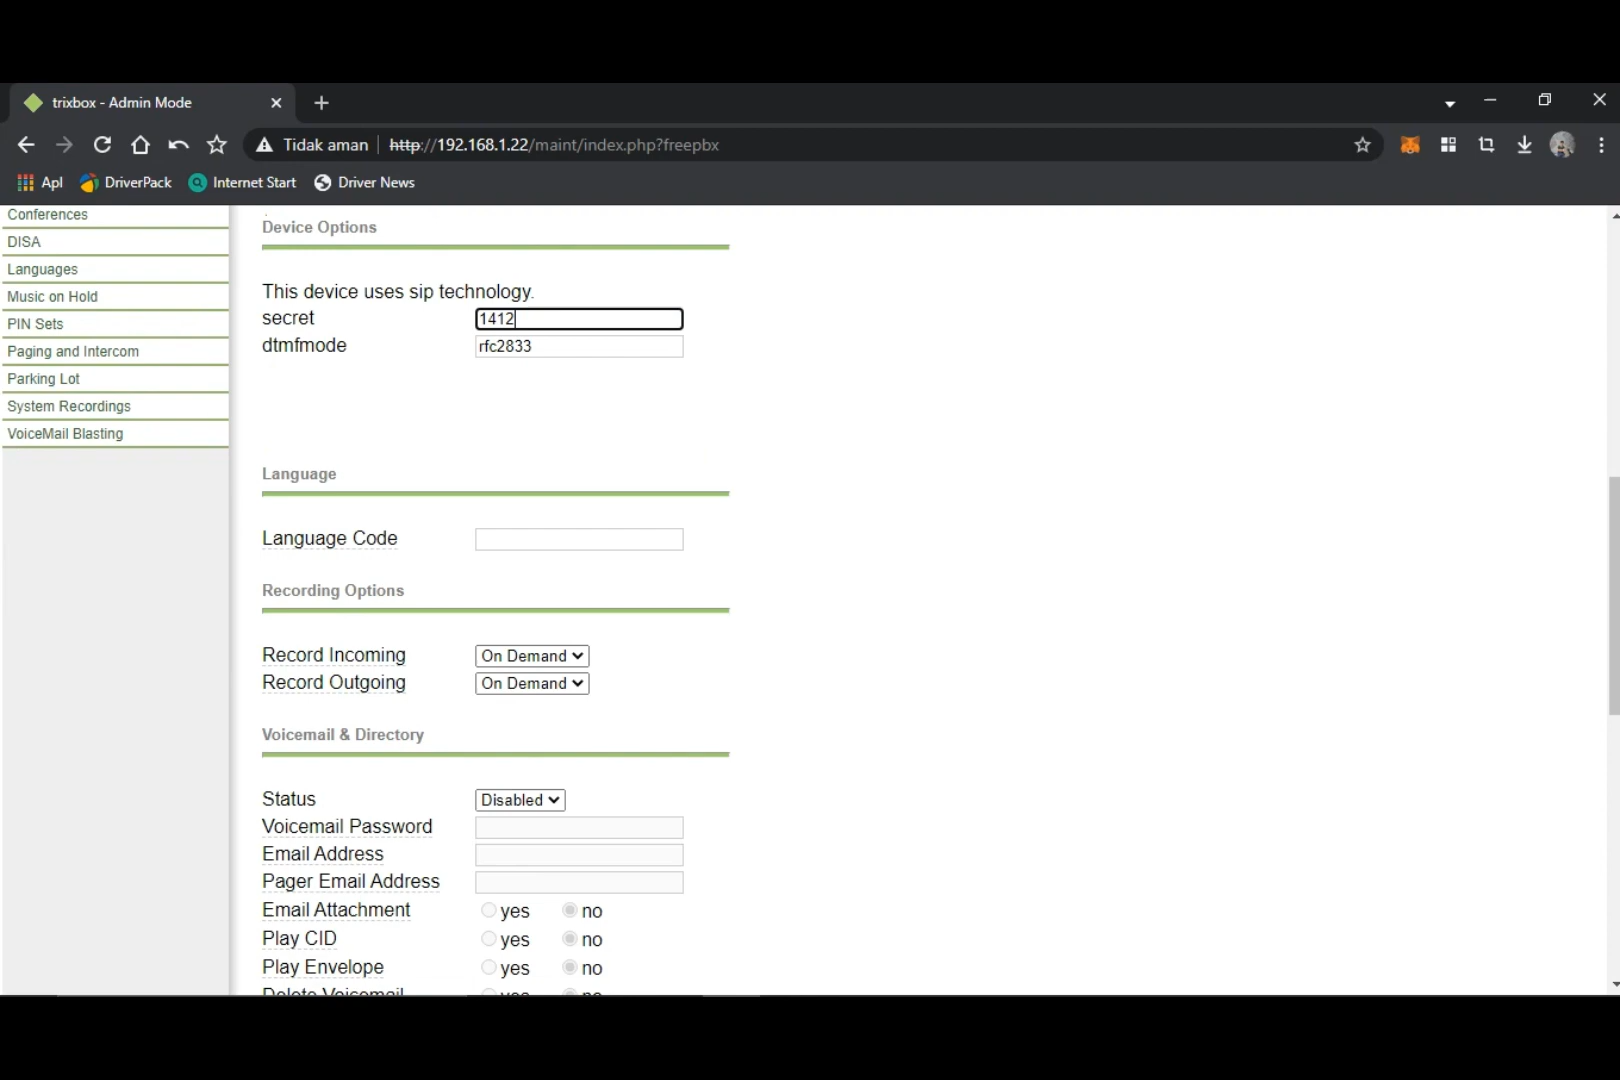 trixbox - Admin Mode
Tidak aman http://192.168.1.22/maint/index.php?freepbx
Apl DriverPack Internet Start Driver News
Conferences
DISA
Languages
Music on Hold
PIN Sets
Paging and Intercom
Parking Lot
System Recordings
VoiceMail Blasting
Device Options
This device uses sip technology.
secret 1412
dtmfmode rfc2833
Language
Language Code
Recording Options
Record Incoming On Demand
Record Outgoing On Demand
Voicemail & Directory
Status Disabled
Voicemail Password
Email Address
Pager Email Address
Email Attachment yes no
Play CID yes no
Play Envelope yes no
Delete Voicemail yes no